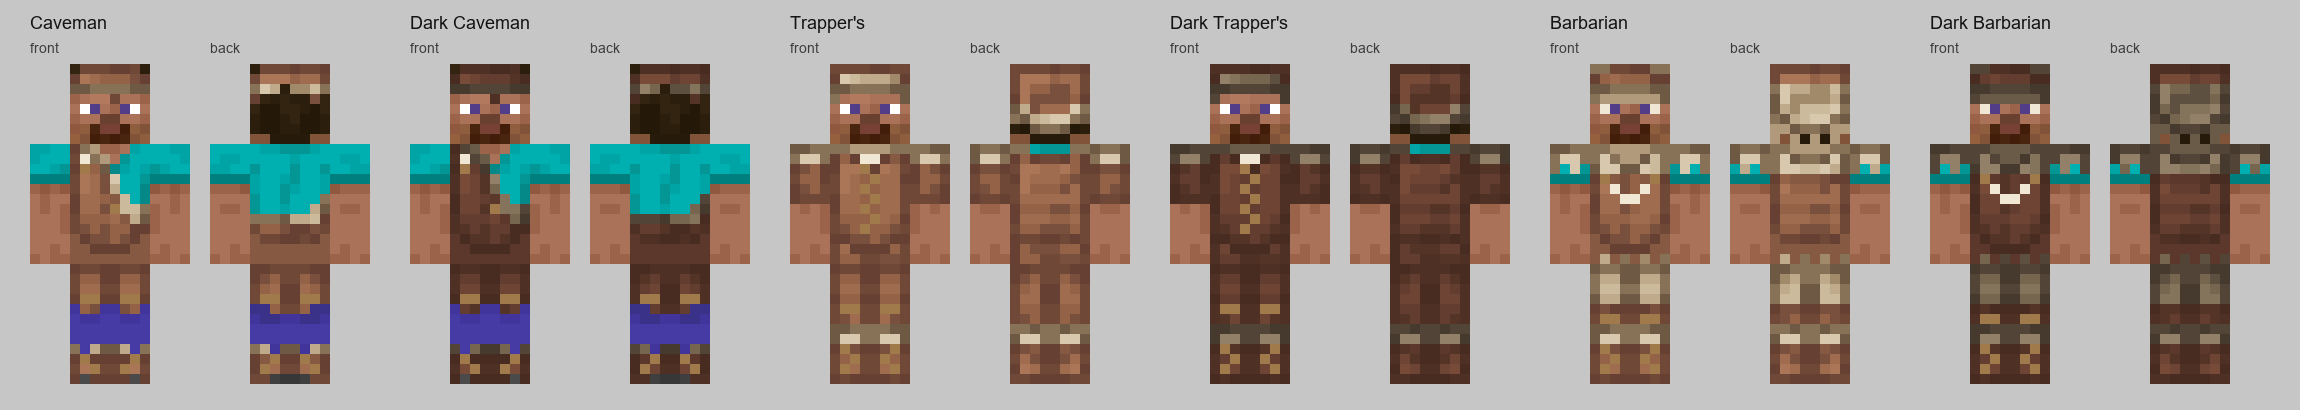 Caveman
front
back
Dark Caveman
front
back
Trapper's
front
back
Dark Trapper's
front
back
Barbarian
front
back
Dark Barbarian
front
back